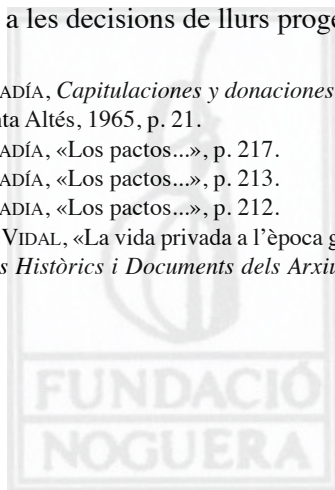 a les decisions de llurs proge
ADÍA, Capitulaciones y donaciones
ta Altés, 1965, p. 21.
ADÍA, «Los pactos...», p. 217.
ADÍA, «Los pactos...», p. 213.
ADIA, «Los pactos...», p. 212.
VIDAL, «La vida privada a l'època g
s Històrics i Documents dels Arxiu
FUNDACIÓ
NOGUERA